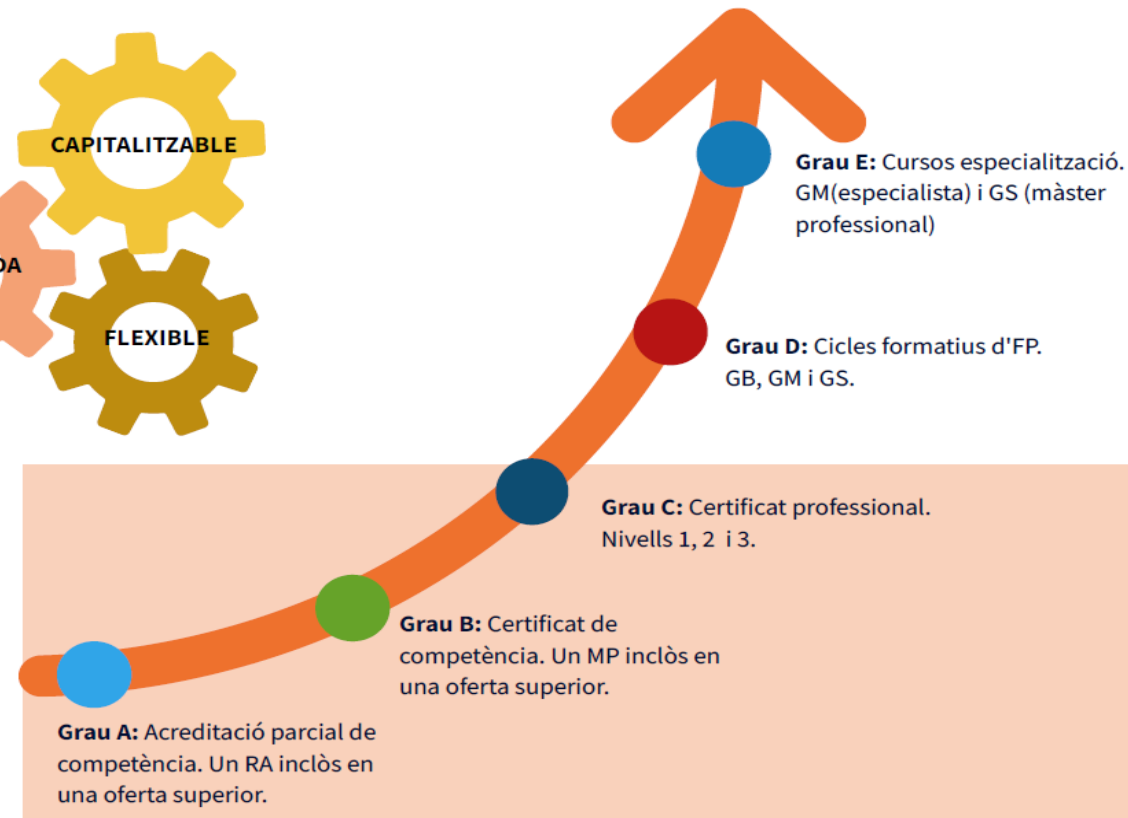 CAPITALITZABLE
DA
FLEXIBLE
Grau E: Cursos especialització.
GM(especialista) i GS (màster
professional)
Grau D: Cicles formatius d'FP.
GB, GM i GS.
Grau C: Certificat professional.
Nivells 1, 2 i 3.
Grau B: Certificat de
competència. Un MP inclòs en
una oferta superior.
Grau A: Acreditació parcial de
competència. Un RA inclòs en
una oferta superior.